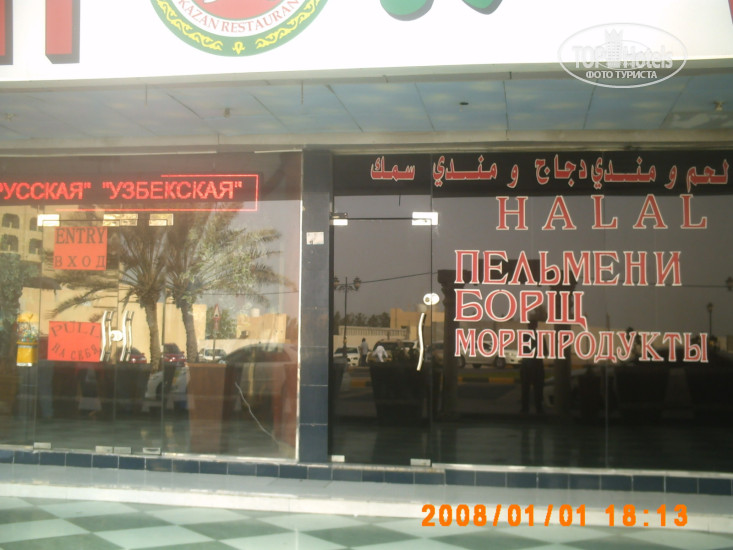 KAZAN RESTAURANT
TOP Hotels
ФОТО ТУРИСТА
РУССКАЯ" "УЗБЕКСКАЯ"
لحم و مندي دجاج و مندي سمك
HALAL
ENTRY
ВХОД
ПЕЛЬМЕНИ
БОРЩ
МОРЕПРОДУКТЫ
PULL
НА СЕБЯ
2008/01/01 18:13